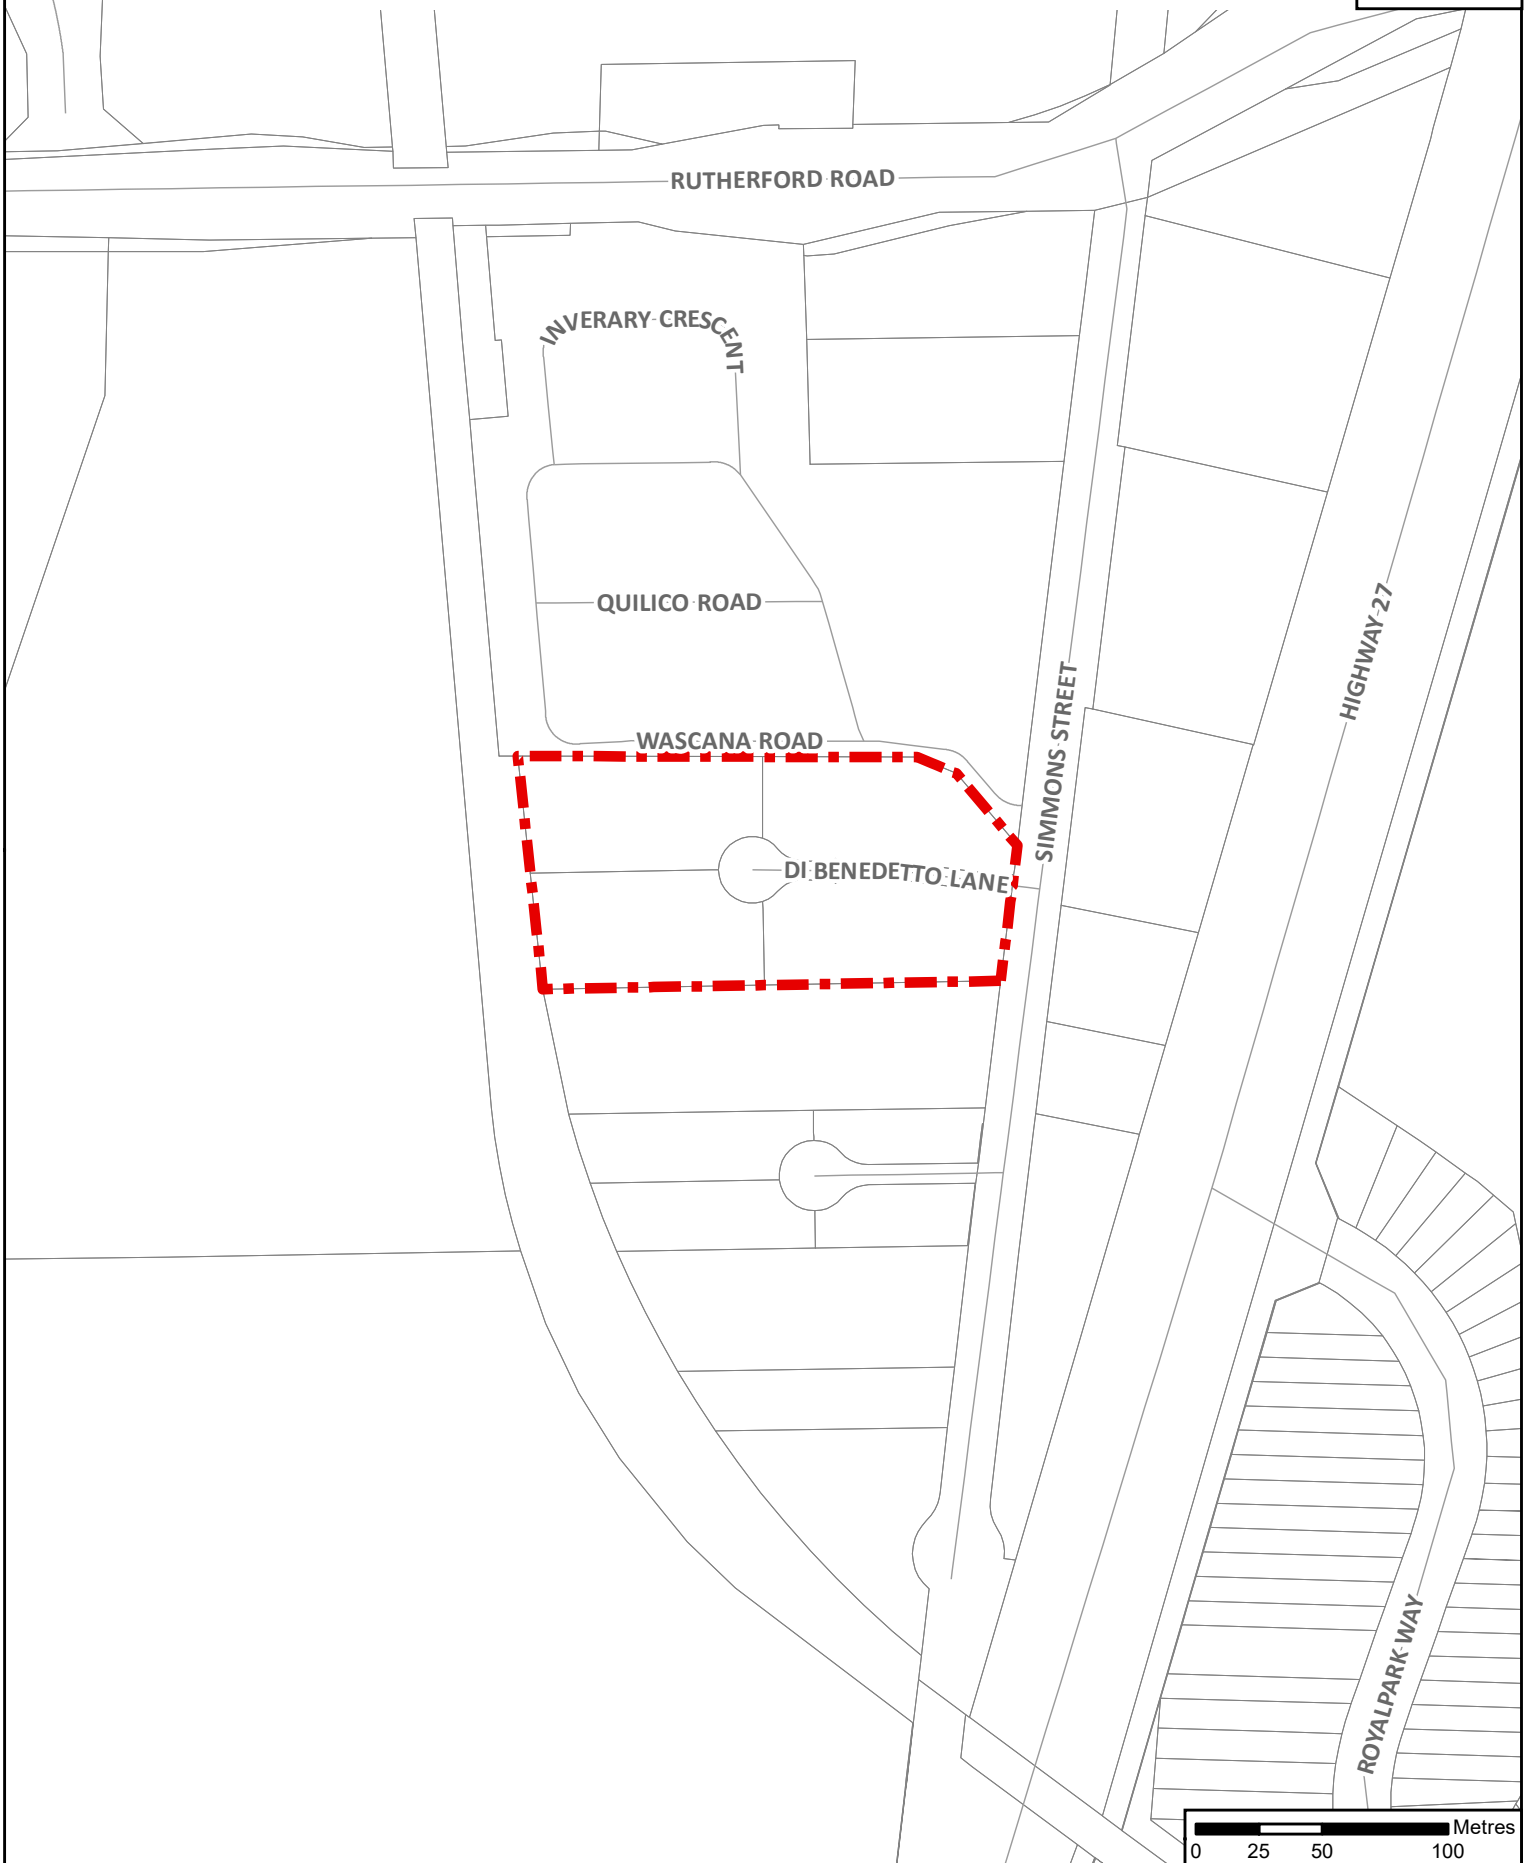 RUTHERFORD ROAD
INVERARY CRESCENT
QUILICO ROAD
HIGHWAY 27
SIMMONS STREET
WASCANA ROAD
DI BENEDETTO LANE
ROYALPARK WAY
Metres
0 25 50 100